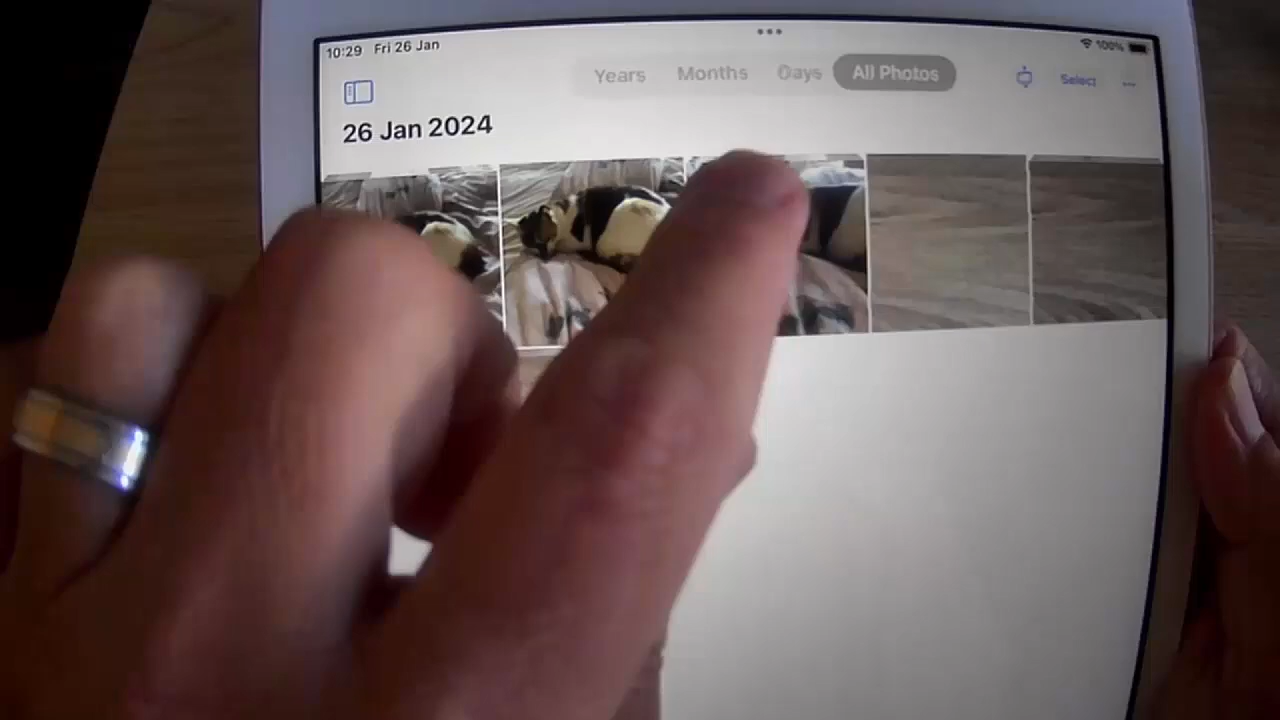 10:29 Fri 26 Jan
100%
Years Months Days All Photos
Select
26 Jan 2024